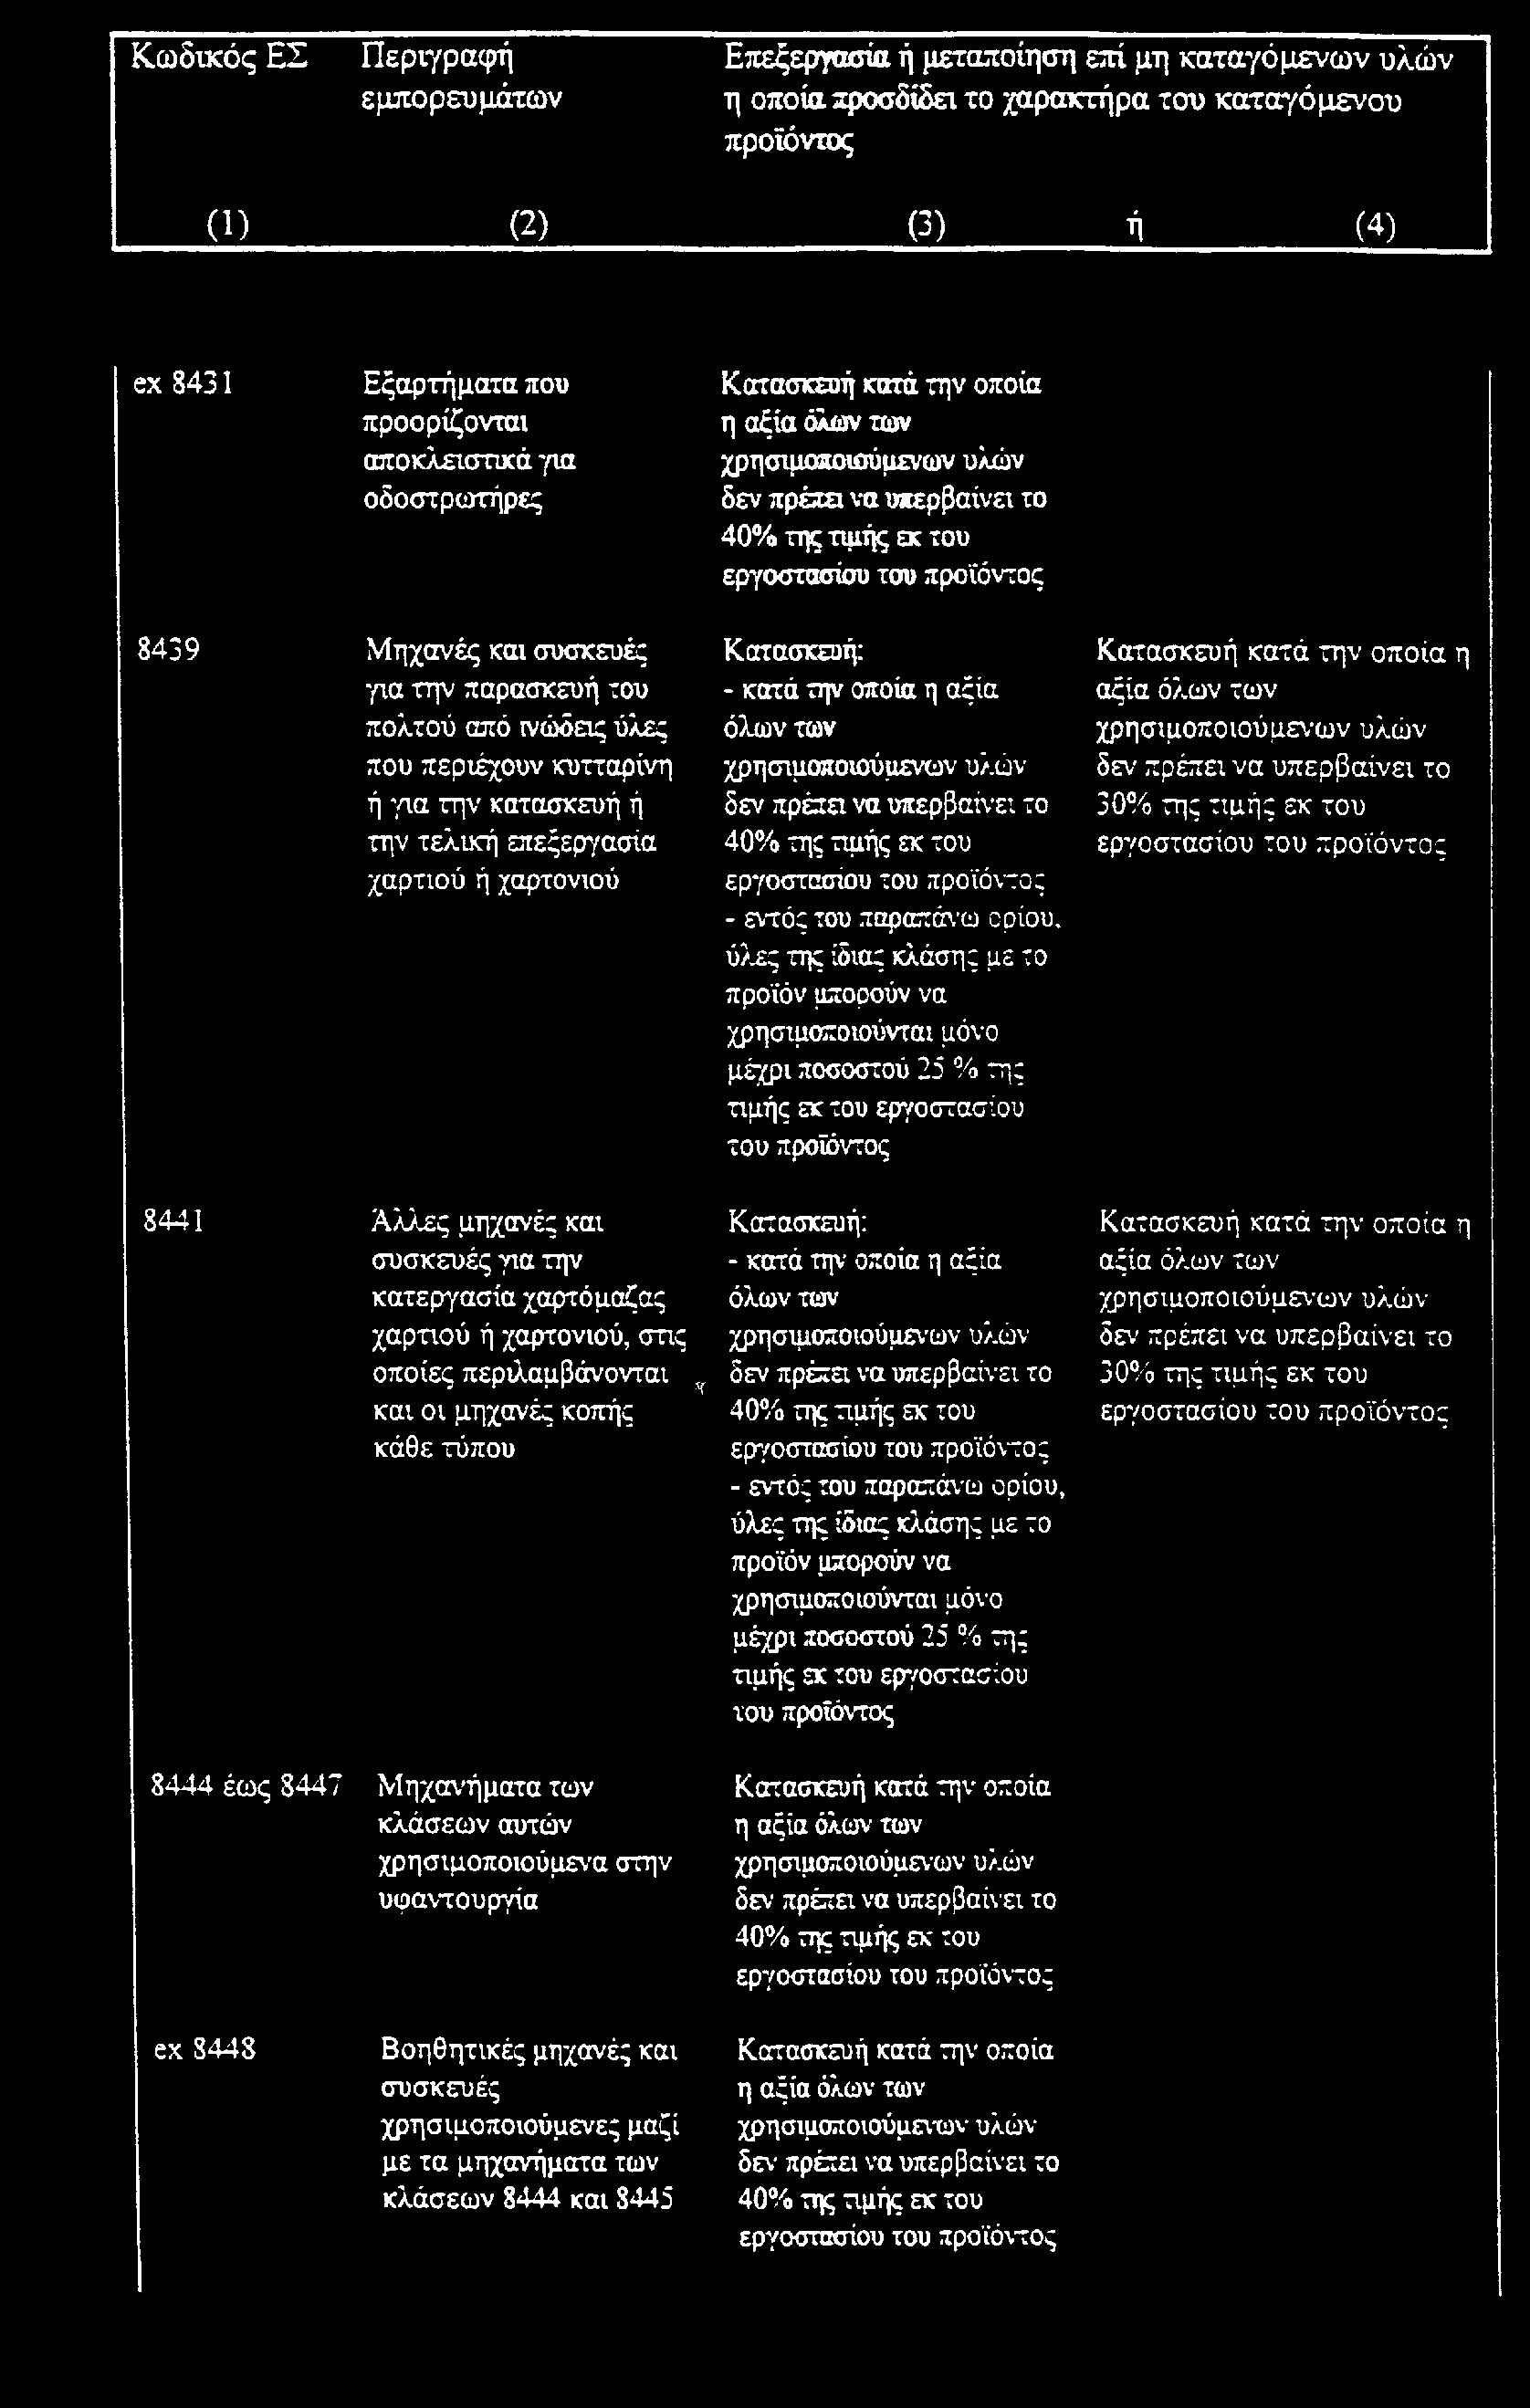 Κωδικός ΕΣ
Περιγραφή
εμπορευμάτων
Επεξεργασία ή μεταποίηση επί μη καταγόμενων υλών
η οποία προσδίδει το χαρακτήρα του καταγόμενου
προϊόντος
(1) (2) (3) ή (4)
ex 8431
Εξαρτήματα που
προορίζονται
αποκλειστικά για
οδοστρωτήρες
Κατασκευή κατά την οποία
η αξία όλων των
χρησιμοποιούμενων υλών
δεν πρέπει να υπερβαίνει το
40% της τιμής εκ του
εργοστασίου του προϊόντος
8439
Μηχανές και συσκευές
για την παρασκευή του
πολτού από ινώδεις ύλες
που περιέχουν κυτταρίνη
ή για την κατασκευή ή
την τελική επεξεργασία
χαρτιού ή χαρτονιού
Κατασκευή:
- κατά την οποία η αξία
όλων των
χρησιμοποιούμενων υλών
δεν πρέπει να υπερβαίνει το
40% της τιμής εκ του
εργοστασίου του προϊόντος
- εντός του παραπάνω ορίου,
ύλες της ίδιας κλάσης με το
προϊόν μπορούν να
χρησιμοποιούνται μόνο
μέχρι ποσοστού 25 % της
τιμής εκ του εργοστασίου
του προϊόντος
Κατασκευή κατά την οποία η
αξία όλων των
χρησιμοποιούμενων υλών
δεν πρέπει να υπερβαίνει το
30% της τιμής εκ του
εργοστασίου του προϊόντος
8441
Άλλες μηχανές και
συσκευές για την
κατεργασία χαρτόμαζας
χαρτιού ή χαρτονιού, στις
οποίες περιλαμβάνονται
και οι μηχανές κοπής
κάθε τύπου
Κατασκευή:
- κατά την οποία η αξία
όλων των
χρησιμοποιούμενων υλών
δεν πρέπει να υπερβαίνει το
40% της τιμής εκ του
εργοστασίου του προϊόντος
- εντός του παραπάνω ορίου,
ύλες της ίδιας κλάσης με το
προϊόν μπορούν να
χρησιμοποιούνται μόνο
μέχρι ποσοστού 25 % της
τιμής εκ του εργοστασίου
του προϊόντος
Κατασκευή κατά την οποία η
αξία όλων των
χρησιμοποιούμενων υλών
δεν πρέπει να υπερβαίνει το
30% της τιμής εκ του
εργοστασίου του προϊόντος
8444 έως 8447
Μηχανήματα των
κλάσεων αυτών
χρησιμοποιούμενα στην
υφαντουργία
Κατασκευή κατά την οποία
η αξία όλων των
χρησιμοποιούμενων υλών
δεν πρέπει να υπερβαίνει το
40% της τιμής εκ του
εργοστασίου του προϊόντος
ex 8448
Βοηθητικές μηχανές και
συσκευές
χρησιμοποιούμενες μαζί
με τα μηχανήματα των
κλάσεων 8444 και 8445
Κατασκευή κατά την οποία
η αξία όλων των
χρησιμοποιούμενων υλών
δεν πρέπει να υπερβαίνει το
40% της τιμής εκ του
εργοστασίου του προϊόντος